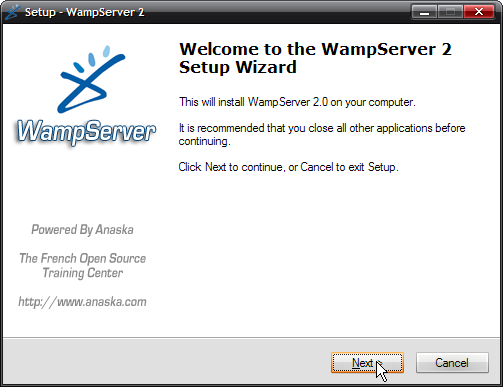 Setup - WampServer 2
Welcome to the WampServer 2
Setup Wizard
This will install WampServer 2.0 on your computer.
It is recommended that you close all other applications before
continuing.
Click Next to continue, or Cancel to exit Setup.
WampServer
Powered By Anaska
The French Open Source
Training Center
http://www.anaska.com
Next >
Cancel